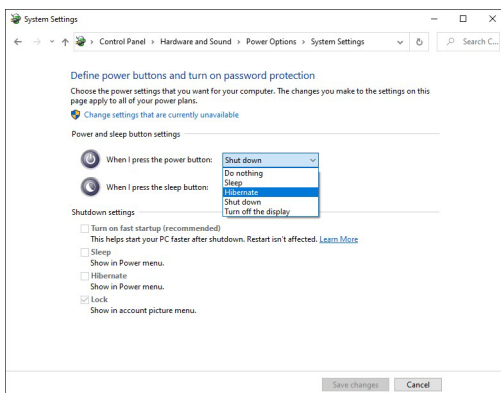 System Settings
Control Panel > Hardware and Sound > Power Options > System Settings
Search C...
Define power buttons and turn on password protection
Choose the power settings that you want for your computer. The changes you make to the settings on this
page apply to all of your power plans.
Change settings that are currently unavailable
Power and sleep button settings
When I press the power button: Shut down
Do nothing
Sleep
When I press the sleep button: Hibernate
Shut down
Turn off the display
Shutdown settings
Turn on fast startup (recommended)
This helps start your PC faster after shutdown. Restart isn't affected. Learn More
Sleep
Show in Power menu.
Hibernate
Show in Power menu.
Lock
Show in account picture menu.
Save changes Cancel